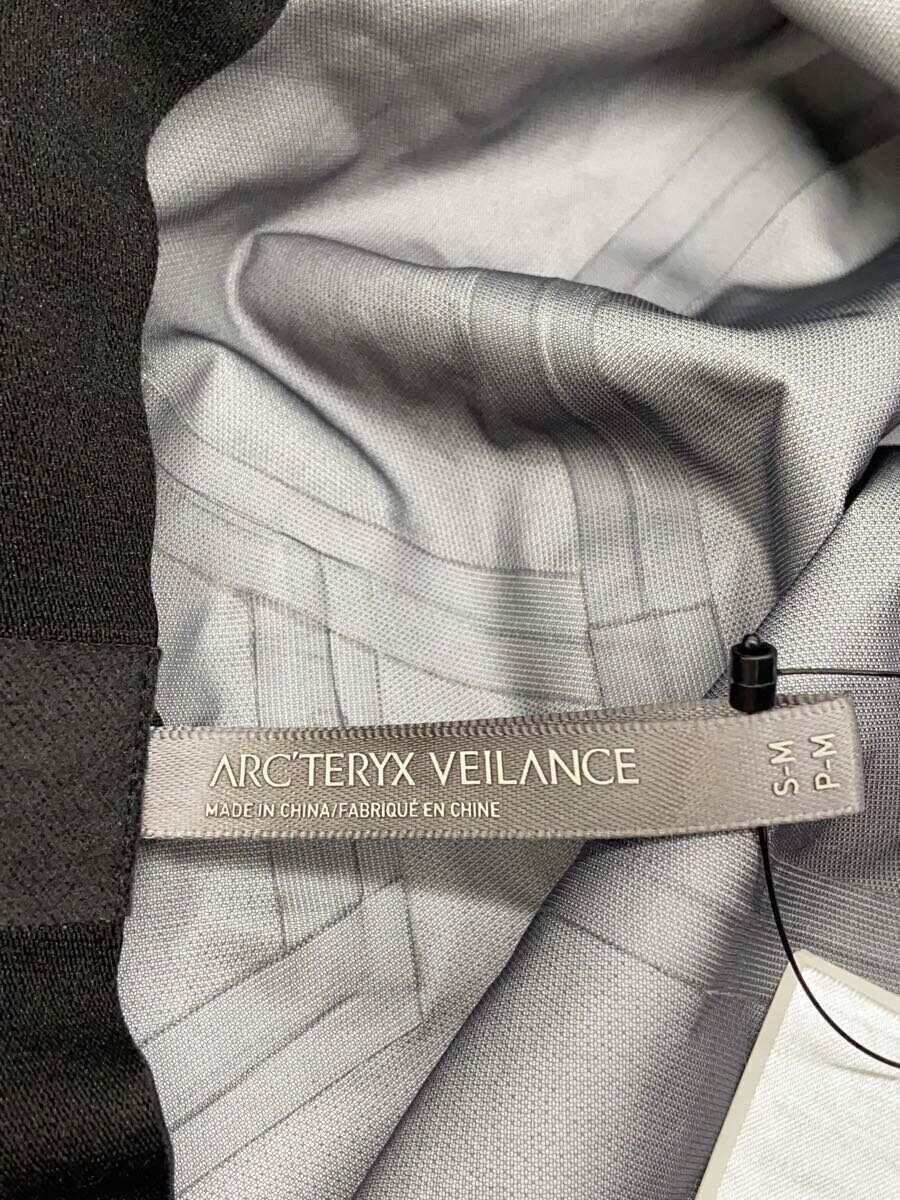 ARC'TERYX VEILANCE
MADE IN CHINA/FABRIQUÉ EN CHINE
S-M
P-M